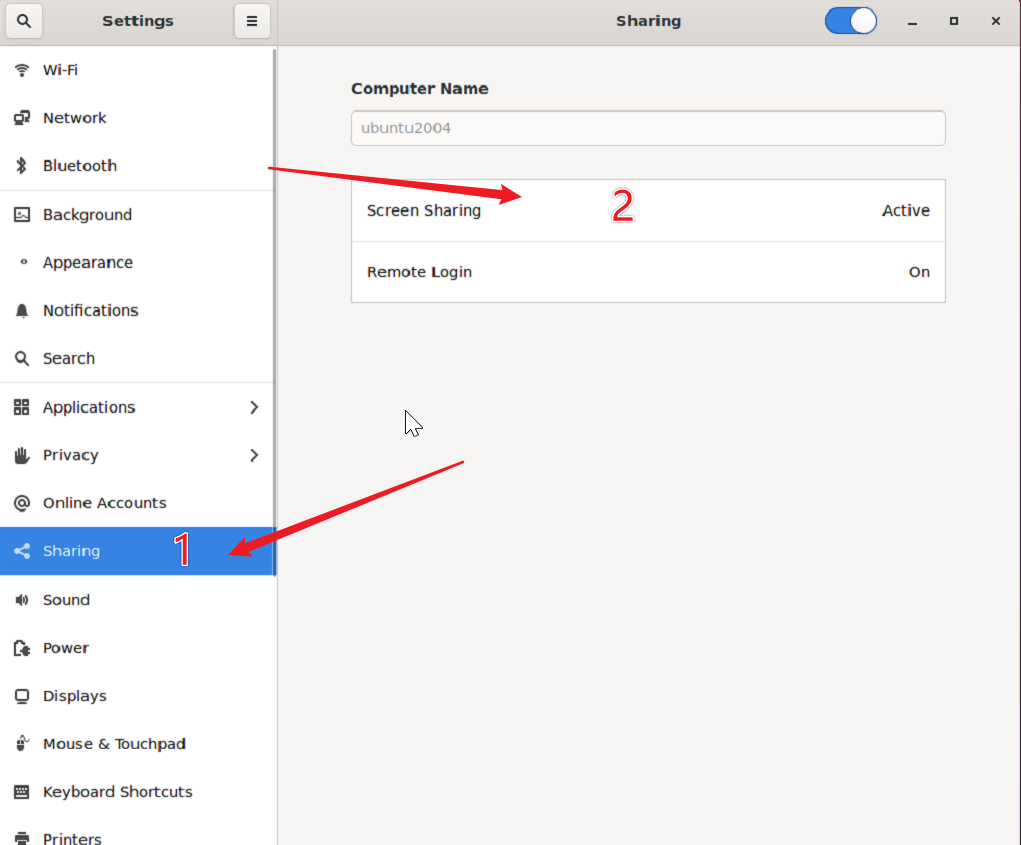 Settings
Sharing
Wi-Fi
Network
Bluetooth
Background
Appearance
Notifications
Search
Applications
Privacy
Online Accounts
Sharing
1
Sound
Power
Displays
Mouse & Touchpad
Keyboard Shortcuts
Printers
Computer Name
ubuntu2004
Screen Sharing 2 Active
Remote Login On